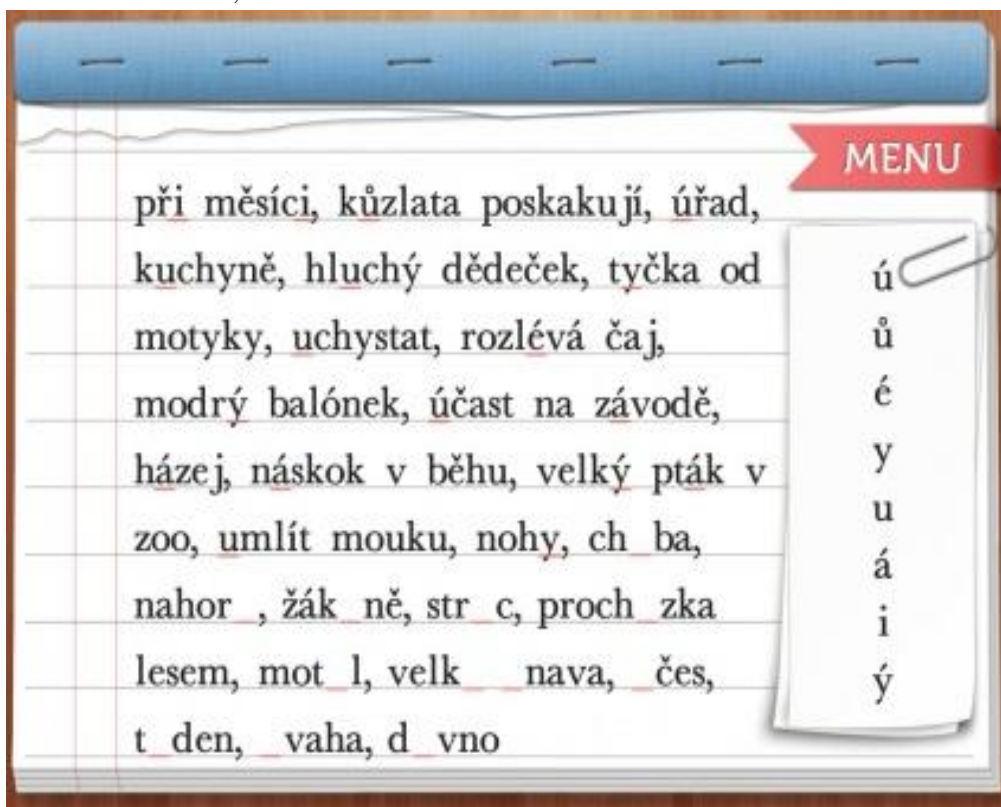 MENU
při měsíci, kůzlata poskakují, úřad,
kuchyně, hluchý dědeček, tyčka od
motyky, uchystat, rozlévá čaj,
modrý balónek, účast na závodě,
házej, náskok v běhu, velký pták v
zoo, umlít mouku, nohy, ch_ba,
nahor_, žák_ně, str_c, proch_zka
lesem, mot_l, velk_ _nava, _čes,
t_den, _vaha, d_vno
ú
ů
é
y
u
á
i
ý